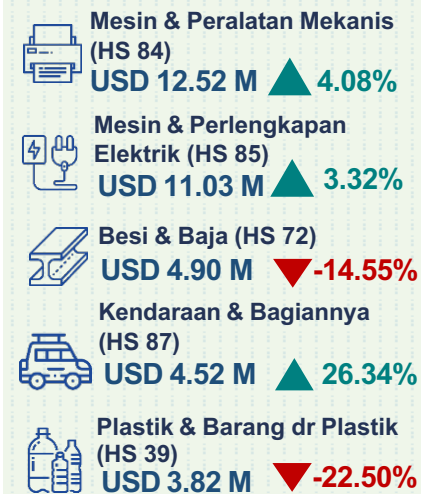 Mesin & Peralatan Mekanis
(HS 84)
USD 12.52 M 4.08%
Mesin & Perlengkapan
Elektrik (HS 85)
USD 11.03 M 3.32%
Besi & Baja (HS 72)
USD 4.90 M -14.55%
Kendaraan & Bagiannya
(HS 87)
USD 4.52 M 26.34%
Plastik & Barang dr Plastik
(HS 39)
USD 3.82 M -22.50%